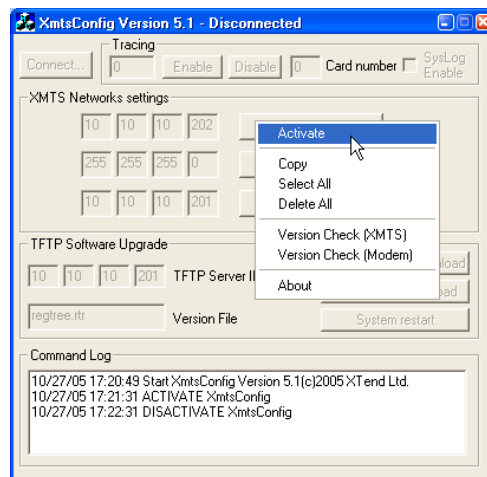 XmtsConfig Version 5.1 - Disconnected
Tracing
Connect... 0 Enable Disable 0 Card number SysLog Enable
XMTS Networks settings
10 10 10 202
Activate
255 255 255 0
Copy
Select All
10 10 10 201
Delete All
Version Check (XMTS)
TFTP Software Upgrade
Version Check (Modem)
10 10 10 201 TFTP Server
About
regtree.rtr Version File System restart
Command Log
10/27/05 17:20:49 Start XmtsConfig Version 5.1(c)2005 XTend Ltd.
10/27/05 17:21:31 ACTIVATE XmtsConfig
10/27/05 17:22:31 DISACTIVATE XmtsConfig